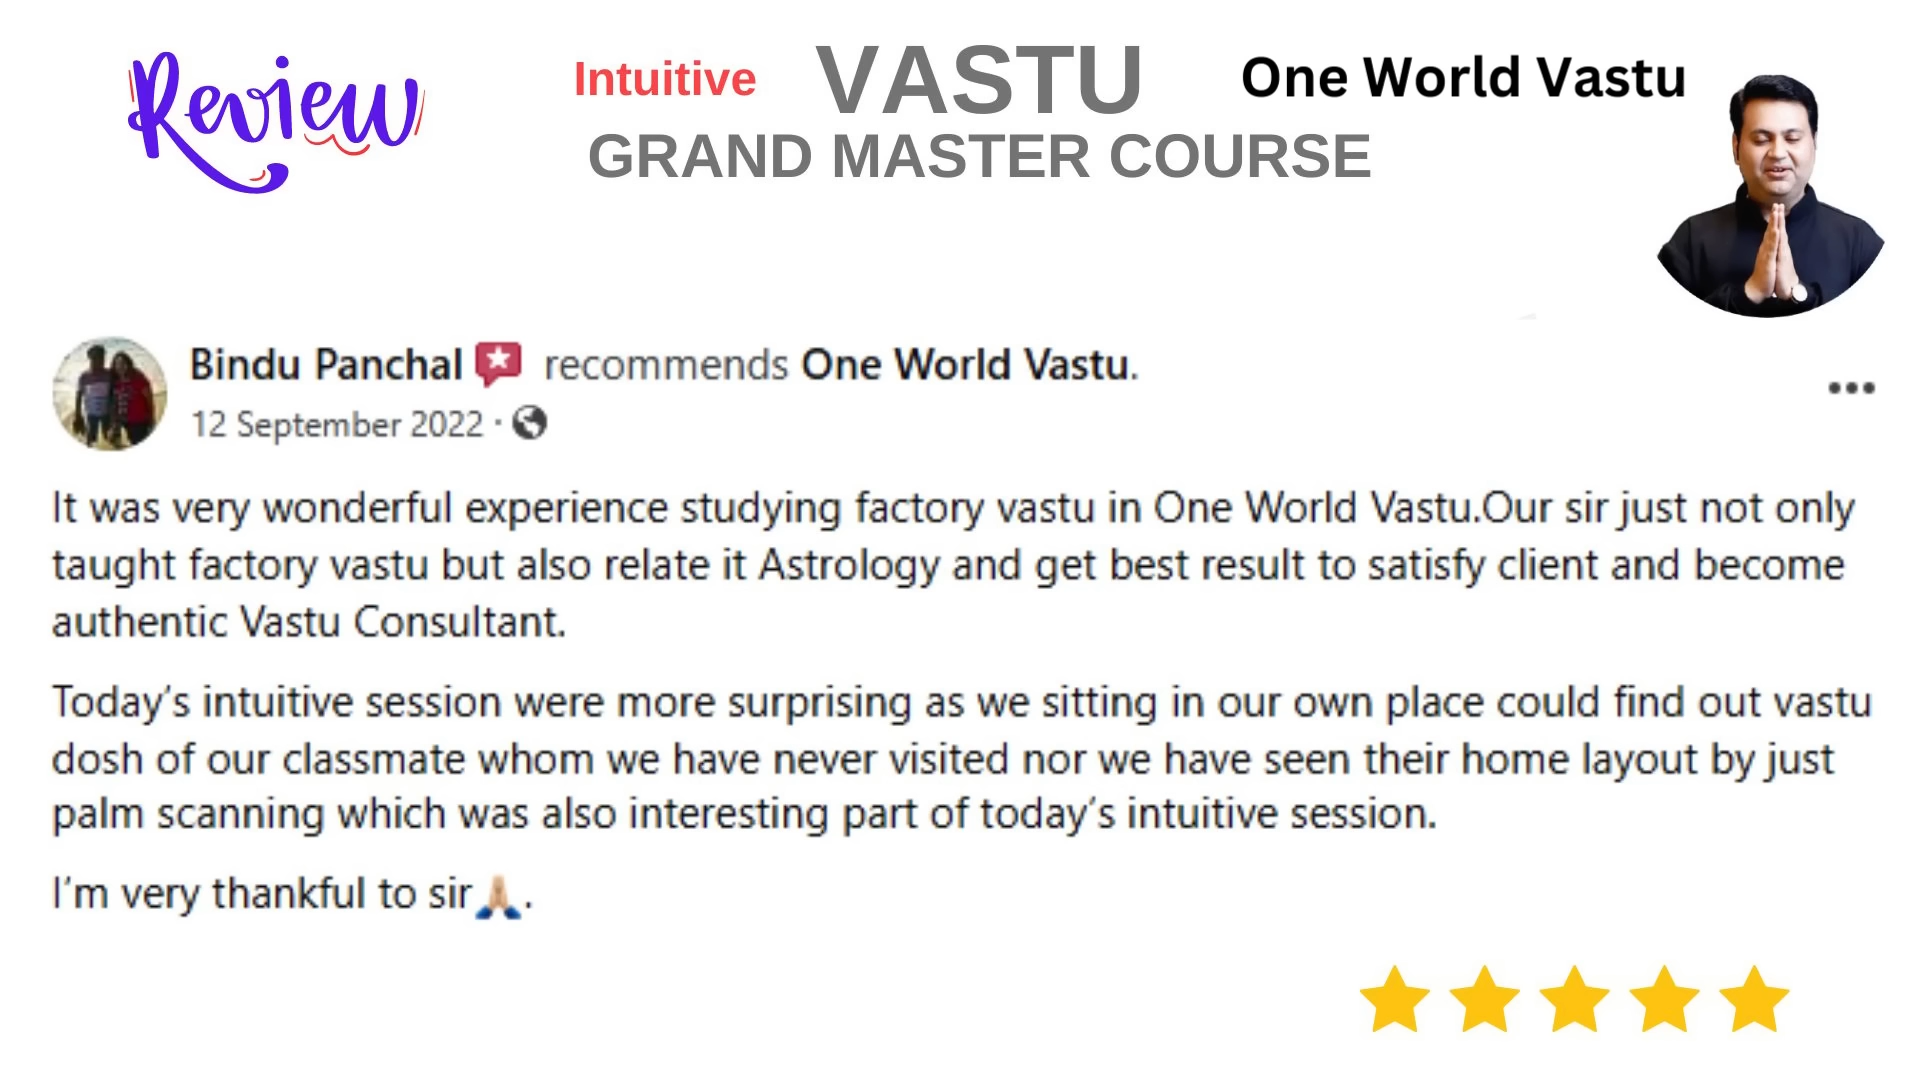 Review
Intuitive VASTU
GRAND MASTER COURSE
One World Vastu
Bindu Panchal recommends One World Vastu.
12 September 2022 ·
It was very wonderful experience studying factory vastu in One World Vastu.Our sir just not only
taught factory vastu but also relate it Astrology and get best result to satisfy client and become
authentic Vastu Consultant.
Today's intuitive session were more surprising as we sitting in our own place could find out vastu
dosh of our classmate whom we have never visited nor we have seen their home layout by just
palm scanning which was also interesting part of today's intuitive session.
I'm very thankful to sir🙏🏼.